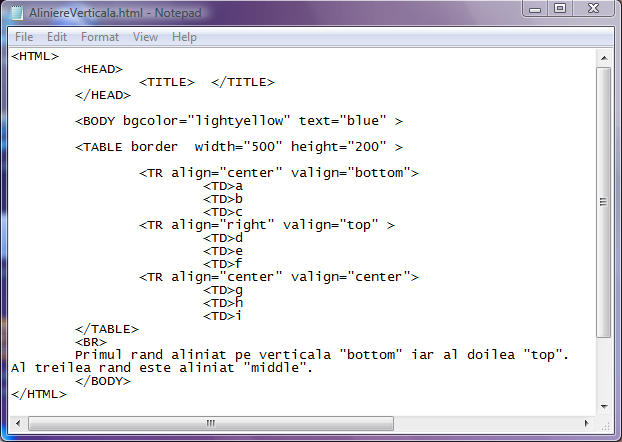 AliniereVerticala.html - Notepad
File Edit Format View Help
<HTML>
<HEAD>
<TITLE>  </TITLE>
</HEAD>
<BODY bgcolor="lightyellow" text="blue" >
<TABLE border  width="500" height="200" >
<TR align="center" valign="bottom">
<TD>a
<TD>b
<TD>c
<TR align="right" valign="top" >
<TD>d
<TD>e
<TD>f
<TR align="center" valign="center">
<TD>g
<TD>h
<TD>i
</TABLE>
<BR>
Primul rand aliniat pe verticala "bottom" iar al doilea "top".
Al treilea rand este aliniat "middle".
</BODY>
</HTML>